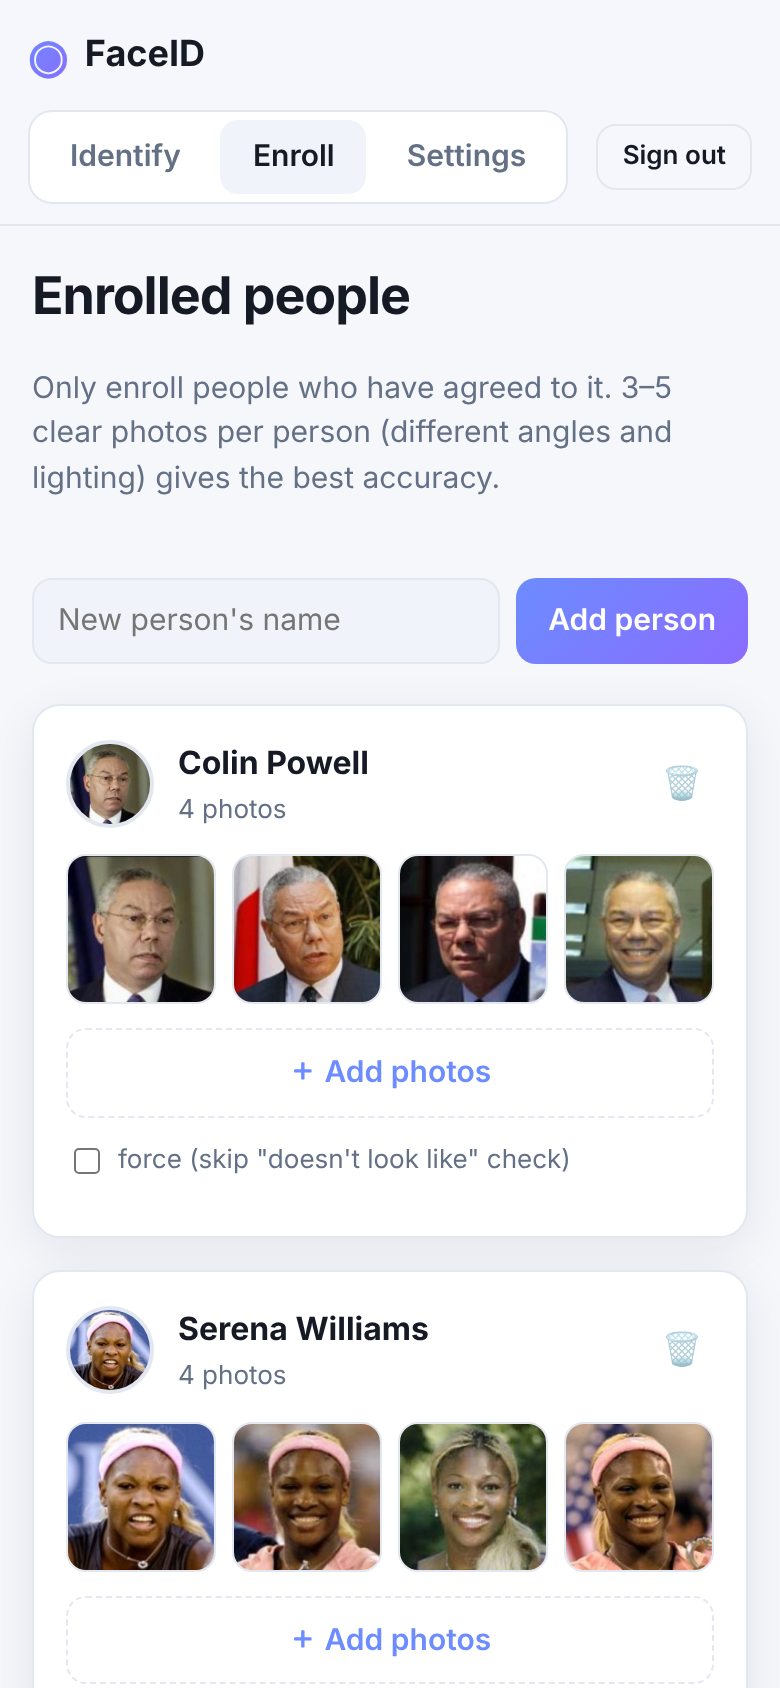 FaceID
Identify
Enroll
Settings
Sign out
Enrolled people
Only enroll people who have agreed to it. 3–5
clear photos per person (different angles and
lighting) gives the best accuracy.
New person's name
Add person
Colin Powell
4 photos
+ Add photos
force (skip "doesn't look like" check)
Serena Williams
4 photos
+ Add photos